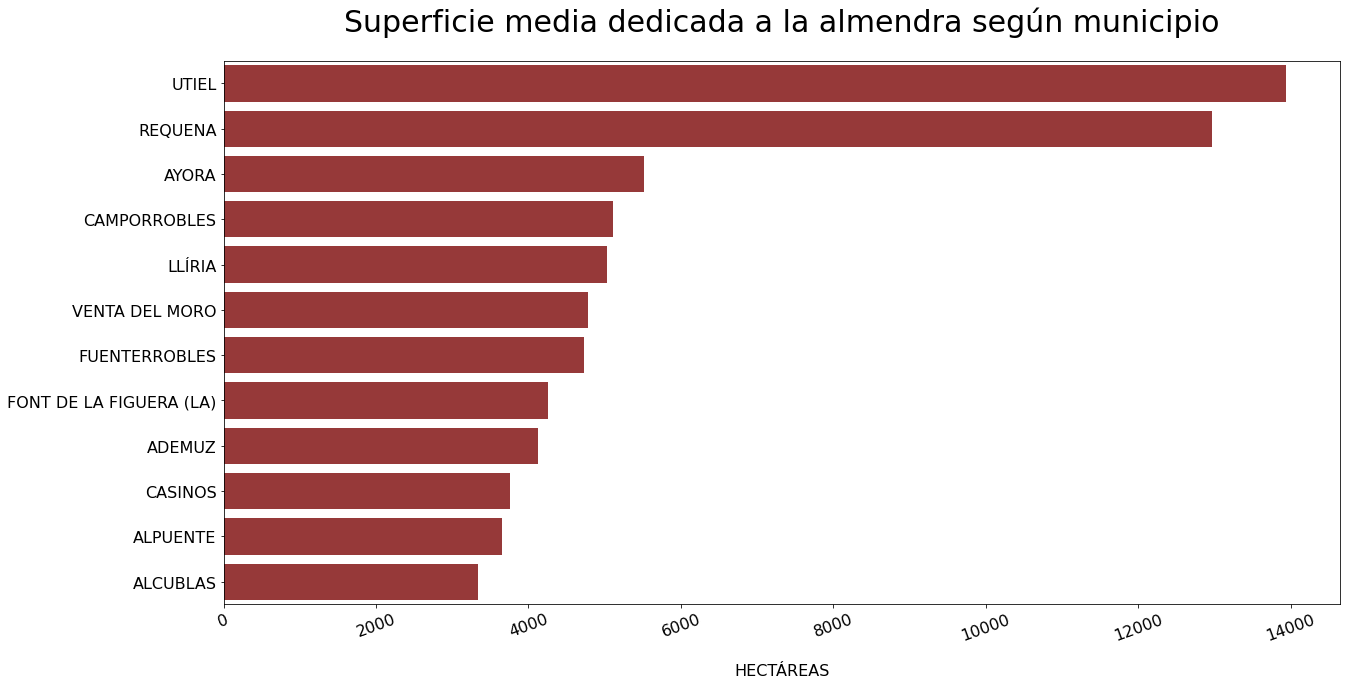 Superficie media dedicada a la almendra según municipio
UTIEL
REQUENA
AYORA
CAMPORROBLES
LLÍRIA
VENTA DEL MORO
FUENTERROBLES
FONT DE LA FIGUERA (LA)
ADEMUZ
CASINOS
ALPUENTE
ALCUBLAS
0 2000 4000 6000 8000 10000 12000 14000
HECTÁREAS